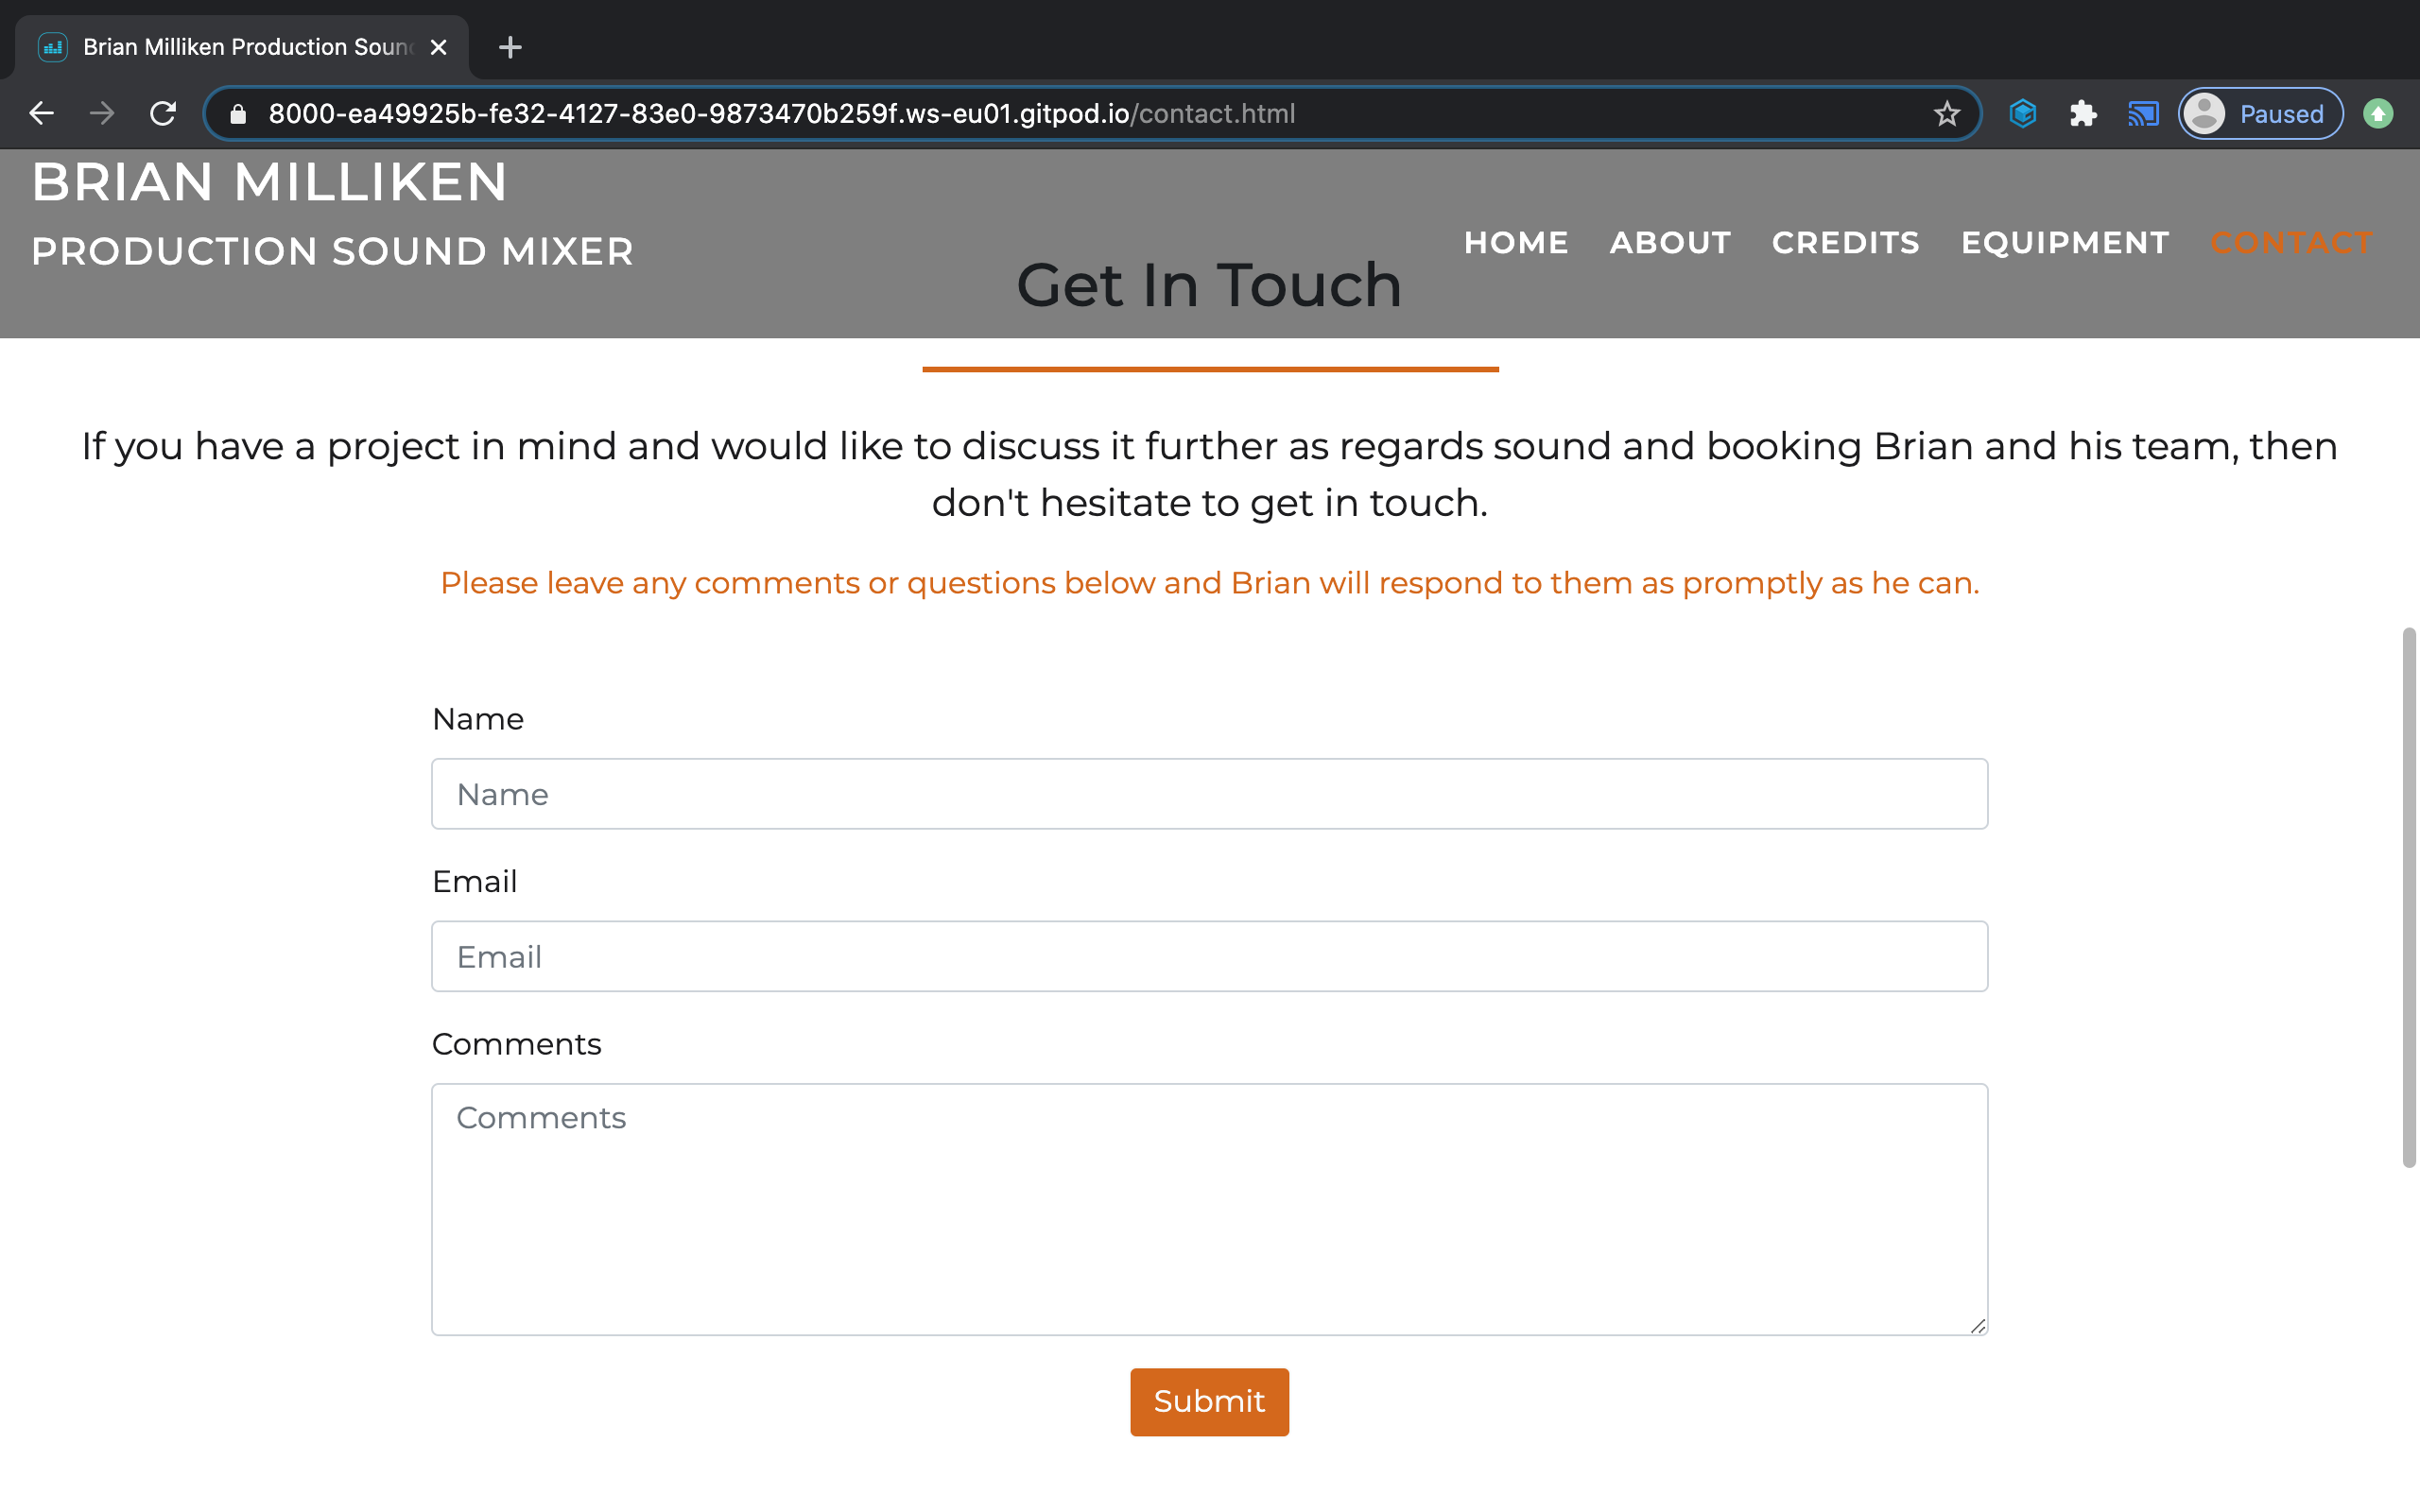 Brian Milliken Production Soun
8000-ea49925b-fe32-4127-83e0-9873470b259f.ws-eu01.gitpod.io/contact.html
Paused
BRIAN MILLIKEN
PRODUCTION SOUND MIXER
HOME ABOUT CREDITS EQUIPMENT CONTACT
Get In Touch
If you have a project in mind and would like to discuss it further as regards sound and booking Brian and his team, then
don't hesitate to get in touch.
Please leave any comments or questions below and Brian will respond to them as promptly as he can.
Name
Name
Email
Email
Comments
Comments
Submit